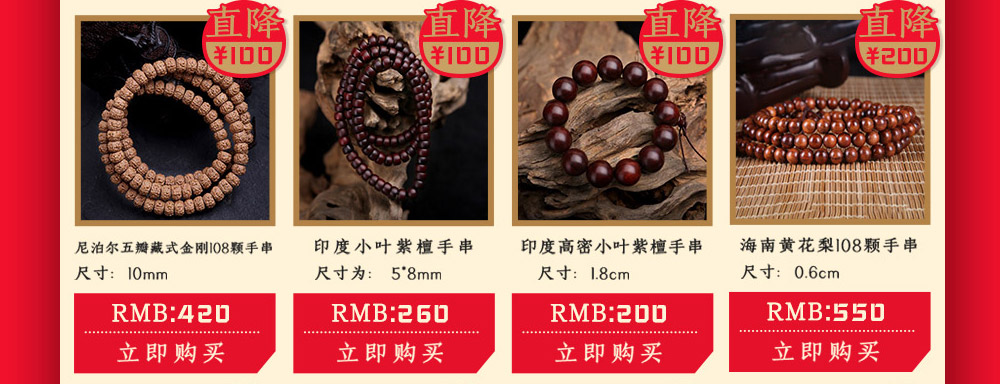 直降
¥100
直降
¥100
直降
¥100
直降
¥200
尼泊尔五瓣藏式金刚108颗手串
尺寸: 10mm
印度小叶紫檀手串
尺寸为: 5*8mm
印度高密小叶紫檀手串
尺寸: 1.8cm
海南黄花梨108颗手串
尺寸: 0.6cm
RMB:420
立即购买
RMB:260
立即购买
RMB:200
立即购买
RMB:550
立即购买